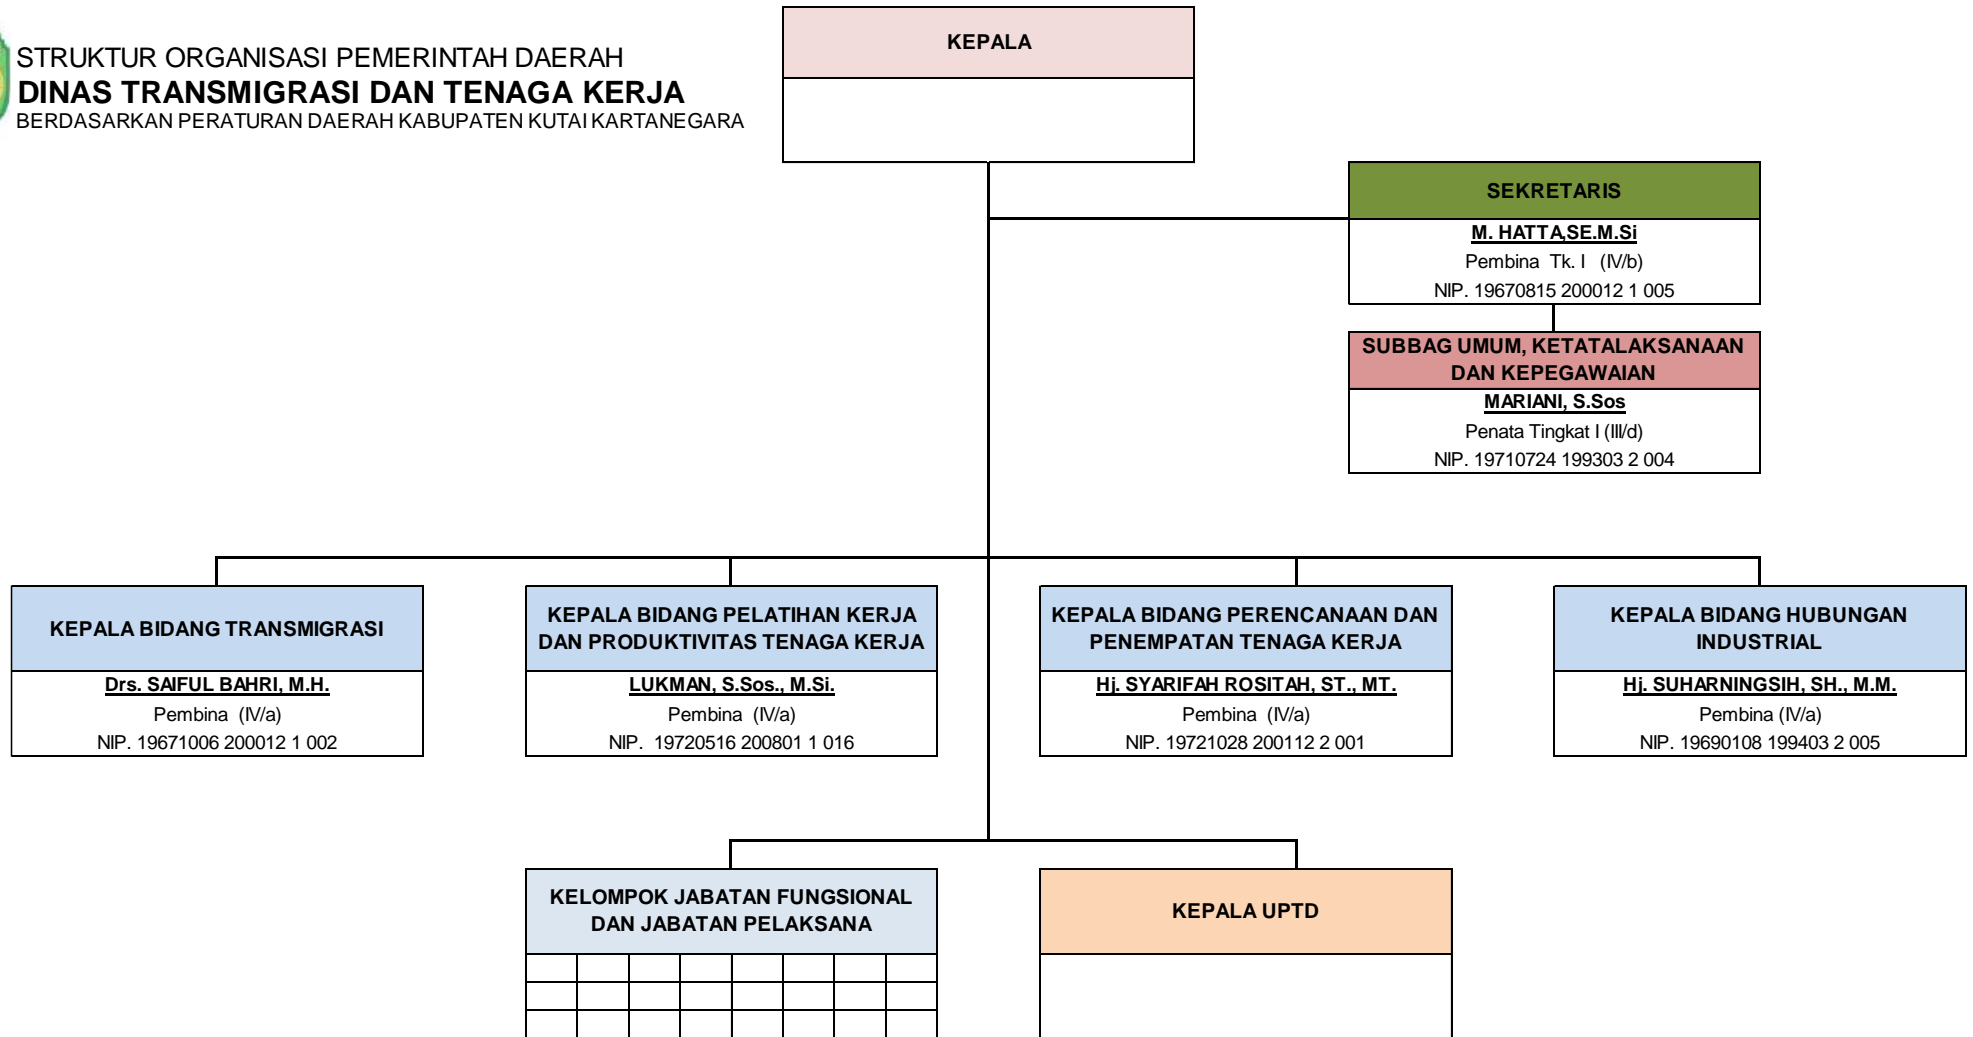 STRUKTUR ORGANISASI PEMERINTAH DAERAH
DINAS TRANSMIGRASI DAN TENAGA KERJA
BERDASARKAN PERATURAN DAERAH KABUPATEN KUTAI KARTANEGARA
KEPALA
SEKRETARIS
M. HATTA,SE.M.Si
Pembina Tk. I (IV/b)
NIP. 19670815 200012 1 005
SUBBAG UMUM, KETATALAKSANAAN
DAN KEPEGAWAIAN
MARIANI, S.Sos
Penata Tingkat I (III/d)
NIP. 19710724 199303 2 004
KEPALA BIDANG TRANSMIGRASI
Drs. SAIFUL BAHRI, M.H.
Pembina (IV/a)
NIP. 19671006 200012 1 002
KEPALA BIDANG PELATIHAN KERJA
DAN PRODUKTIVITAS TENAGA KERJA
LUKMAN, S.Sos., M.Si.
Pembina (IV/a)
NIP. 19720516 200801 1 016
KEPALA BIDANG PERENCANAAN DAN
PENEMPATAN TENAGA KERJA
Hj. SYARIFAH ROSITAH, ST., MT.
Pembina (IV/a)
NIP. 19721028 200112 2 001
KEPALA BIDANG HUBUNGAN
INDUSTRIAL
Hj. SUHARNINGSIH, SH., M.M.
Pembina (IV/a)
NIP. 19690108 199403 2 005
KELOMPOK JABATAN FUNGSIONAL
DAN JABATAN PELAKSANA
KEPALA UPTD